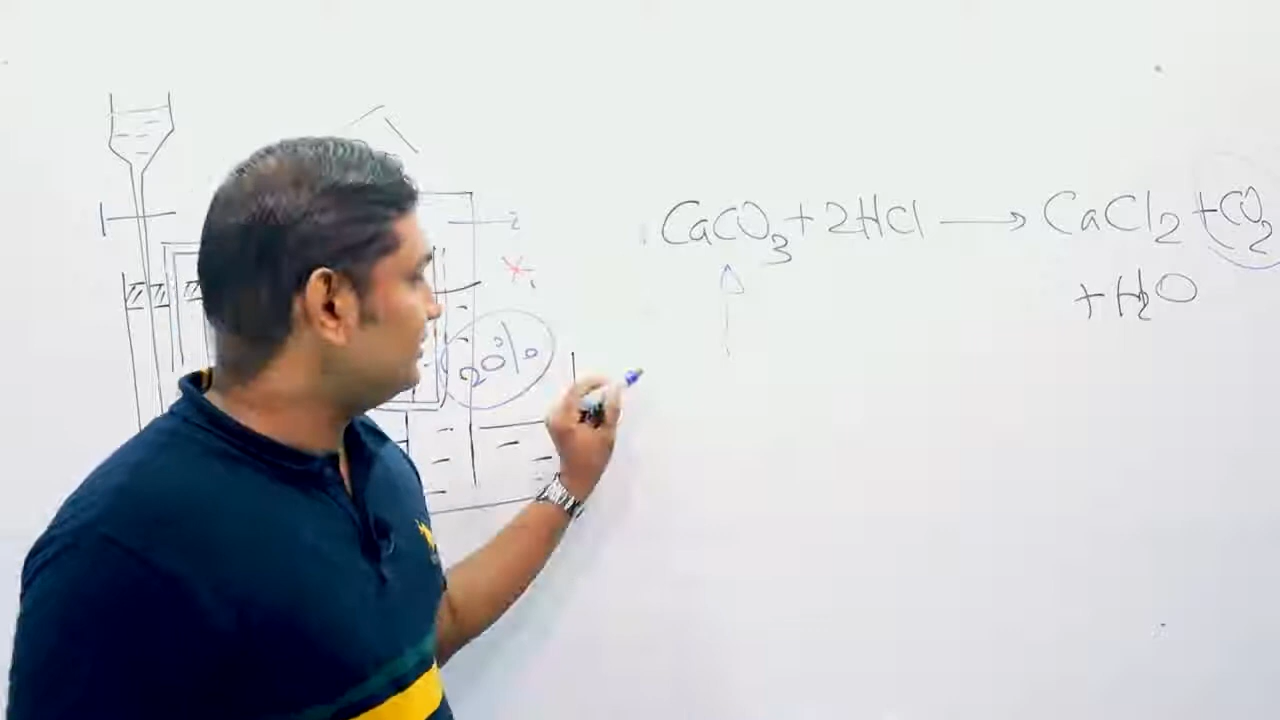 CaCO3 + 2HCl → CaCl2 + CO2
+ H2O
20%